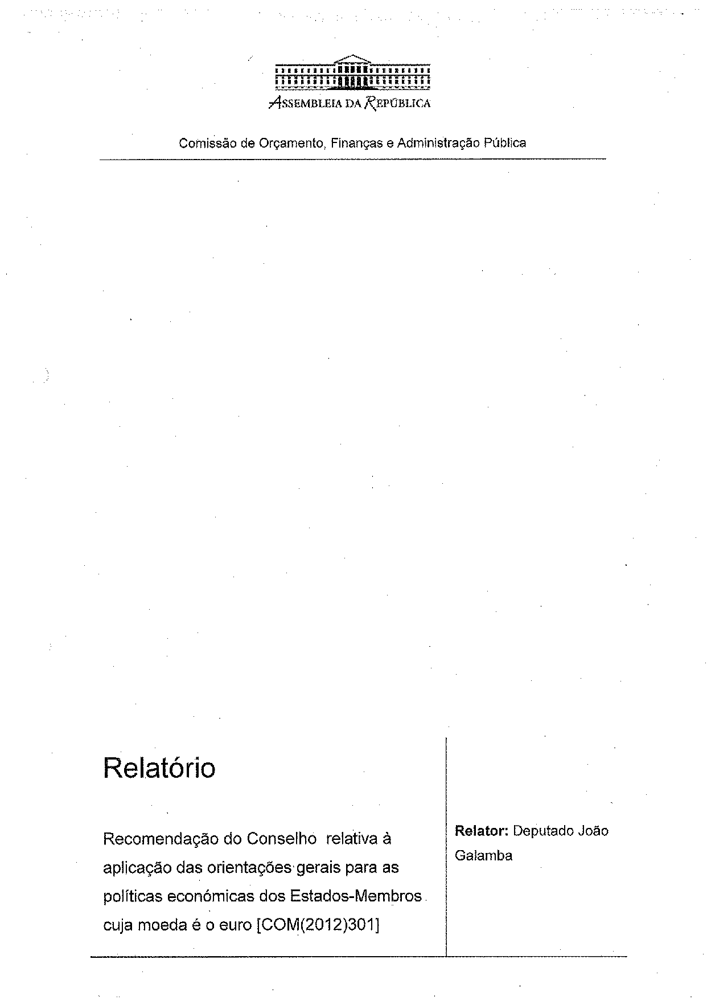 ASSEMBLEIA DA REPÚBLICA
Comissão de Orçamento, Finanças e Administração Pública
Relatório
Recomendação do Conselho relativa à
aplicação das orientações gerais para as
políticas económicas dos Estados-Membros
cuja moeda é o euro [COM(2012)301]
Relator: Deputado João
Galamba